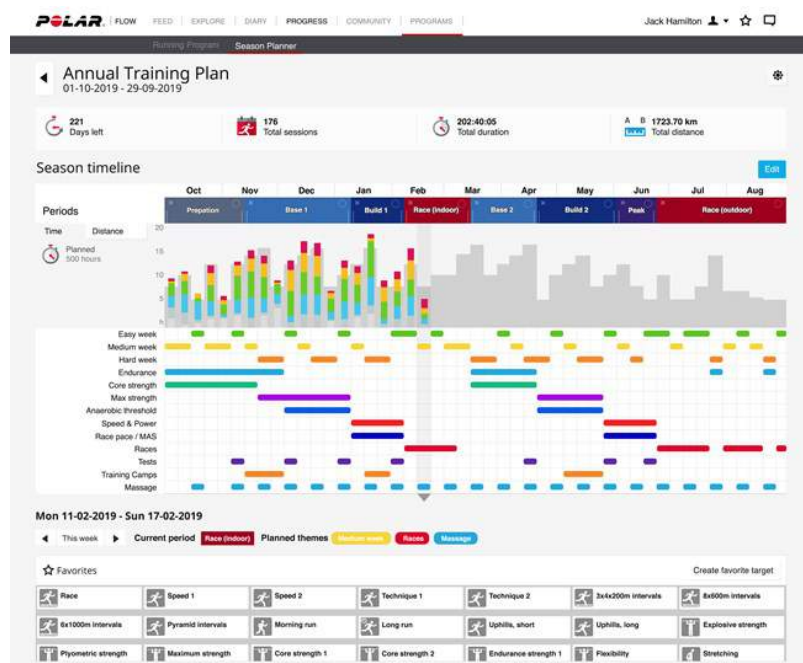 POLAR. FLOW FEED EXPLORE DIARY PROGRESS COMMUNITY PROGRAMS Jack Hamilton
Running Program Season Planner
Annual Training Plan
01-10-2019 - 29-09-2019
221 Days left
176 Total sessions
202:40:05 Total duration
A B 1723.70 km Total distance
Season timeline Edit
Oct Nov Dec Jan Feb Mar Apr May Jun Jul Aug
Periods Prepation Base 1 Build 1 Race (Indoor) Base 2 Build 2 Peak Race (outdoor)
Time Distance 20
Planned 15
500 hours
10
5
h
Easy week
Medium week
Hard week
Endurance
Core strength
Max strength
Anaerobic threshold
Speed & Power
Race pace / MAS
Races
Tests
Training Camps
Massage
Mon 11-02-2019 - Sun 17-02-2019
This week Current period Race (Indoor) Planned themes Medium week Races Massage
Favorites Create favorite target
Race Speed 1 Speed 2 Technique 1 Technique 2 3x4x200m intervals 8x600m intervals
6x1000m intervals Pyramid intervals Morning run Long run Uphills, short Uphills, long Explosive strength
Plyometric strength Maximum strength Core strength 1 Core strength 2 Endurance strength 1 Flexibility Stretching